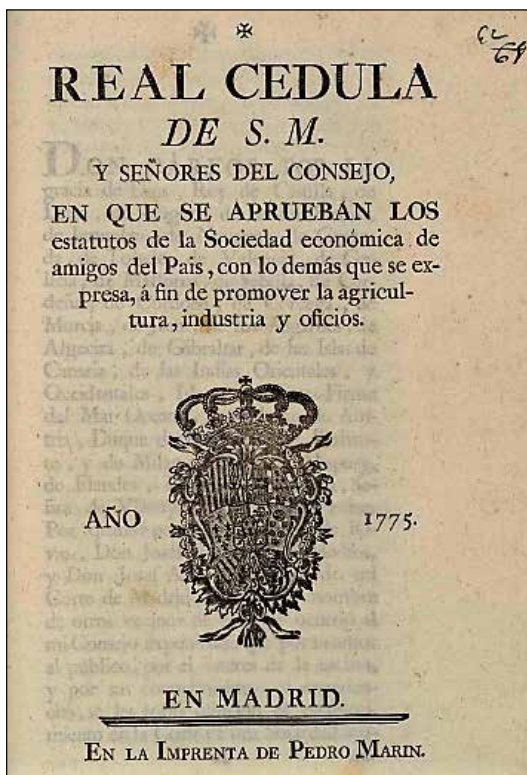 REAL CEDULA
DE S. M.
Y SEÑORES DEL CONSEJO,
EN QUE SE APRUEBAN LOS
estatutos de la Sociedad económica de
amigos del Pais, con lo demás que se ex-
presa, á fin de promover la agricul-
tura, industria y oficios.
AÑO 1775.
EN MADRID.
EN LA IMPRENTA DE PEDRO MARIN.